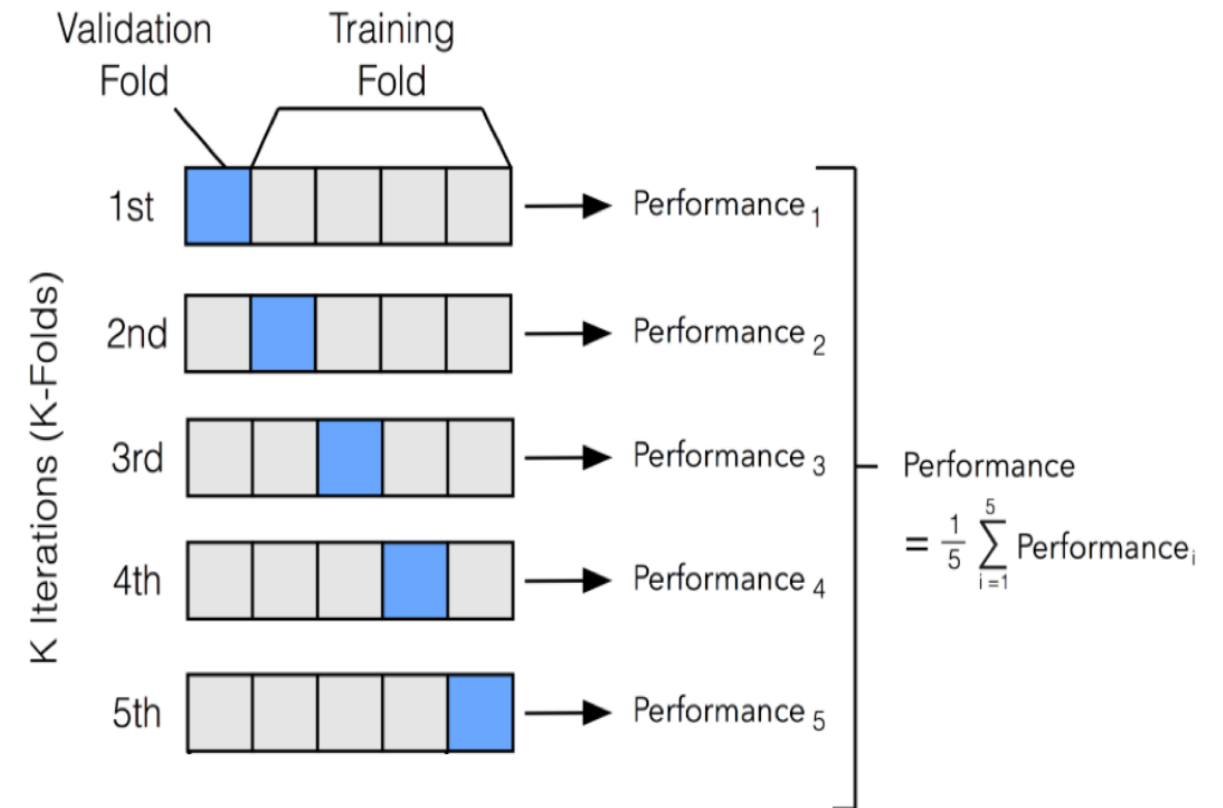 Validation
Fold
Training
Fold
K Iterations (K-Folds)
1st
Performance 1
2nd
Performance 2
3rd
Performance 3
4th
Performance 4
5th
Performance 5
Performance
= 1/5 5∑i=1 Performancei